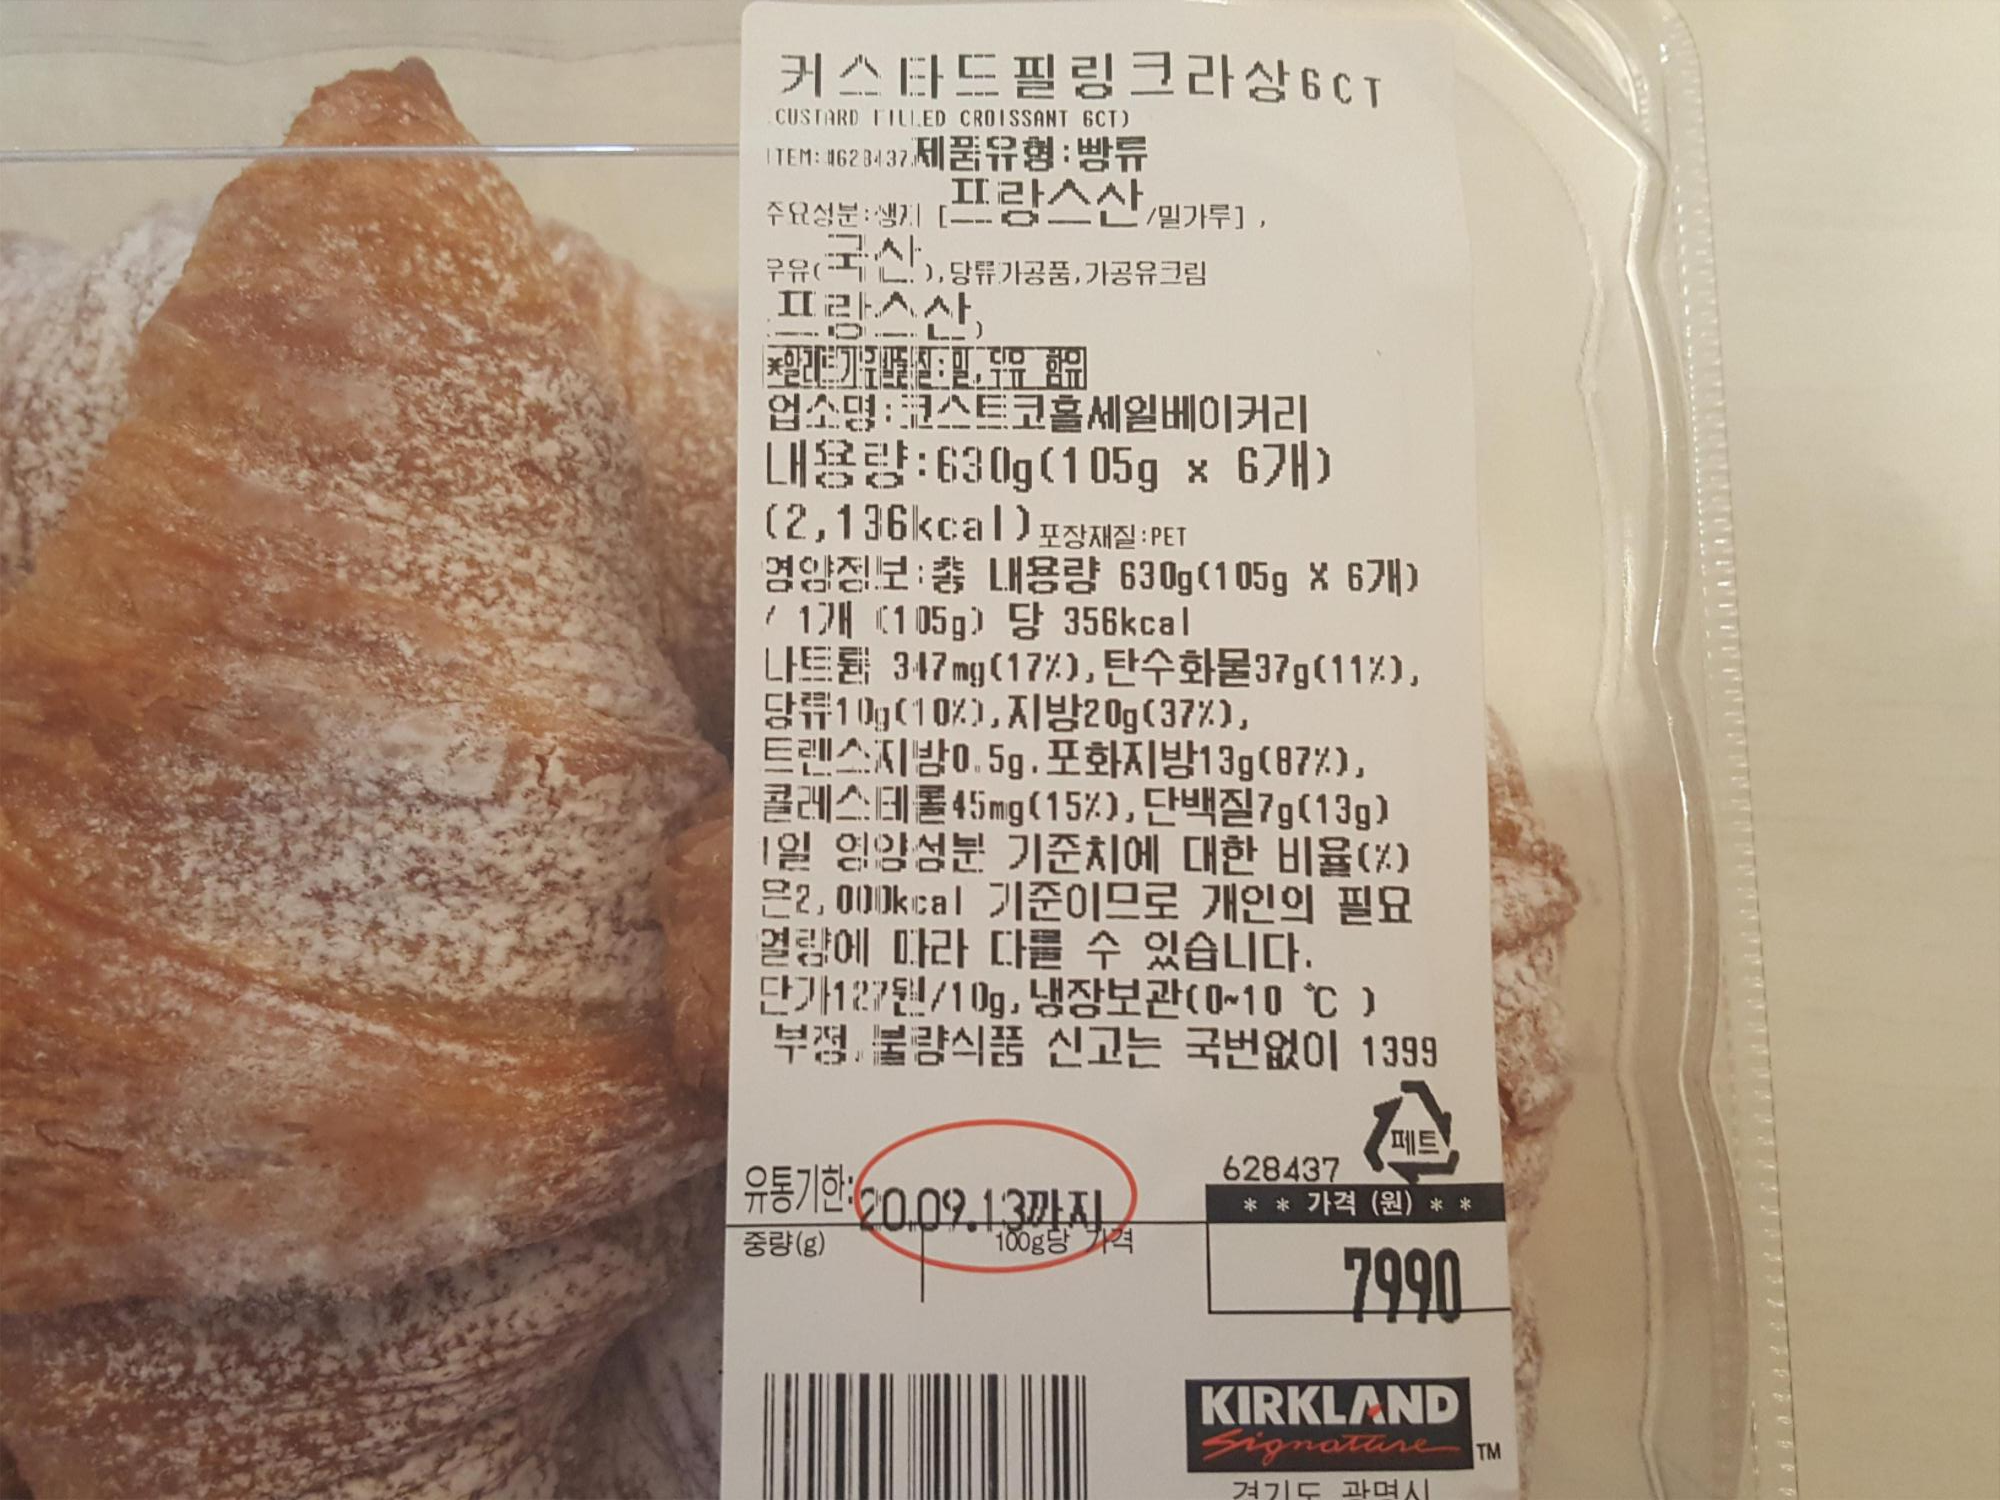 커스타드필링크라상6CT
CUSTARD FILLED CROISSANT 6CT)
ITEM:#628437,제품유형:빵류
주요성분:생지 [프랑스산/밀가루],
우유(국산),당류가공품,가공유크림
프랑스산)
*알레르기유발물질:밀,우유 함유
업소명:코스트코홀세일베이커리
내용량:630g(105g x 6개)
(2,136kcal)포장재질:PET
영양정보:총 내용량 630g(105g X 6개)
/ 1개 (105g) 당 356kcal
나트륨 347mg(17%),탄수화물37g(11%),
당류10g(10%),지방20g(37%),
트랜스지방0.5g.포화지방13g(87%),
콜레스테롤45mg(15%),단백질7g(13g)
1일 영양성분 기준치에 대한 비율(%)
은2,000kcal 기준이므로 개인의 필요
열량에 따라 다를 수 있습니다.
단가127원/10g,냉장보관(0~10 ℃ )
부정.불량식품 신고는 국번없이 1399
페트
628437
유통기한:20.09.13까지
* * 가격 (원) * *
중량(g) 100g당 가격
7990
KIRKLAND
Signature TM
경기도 광명시